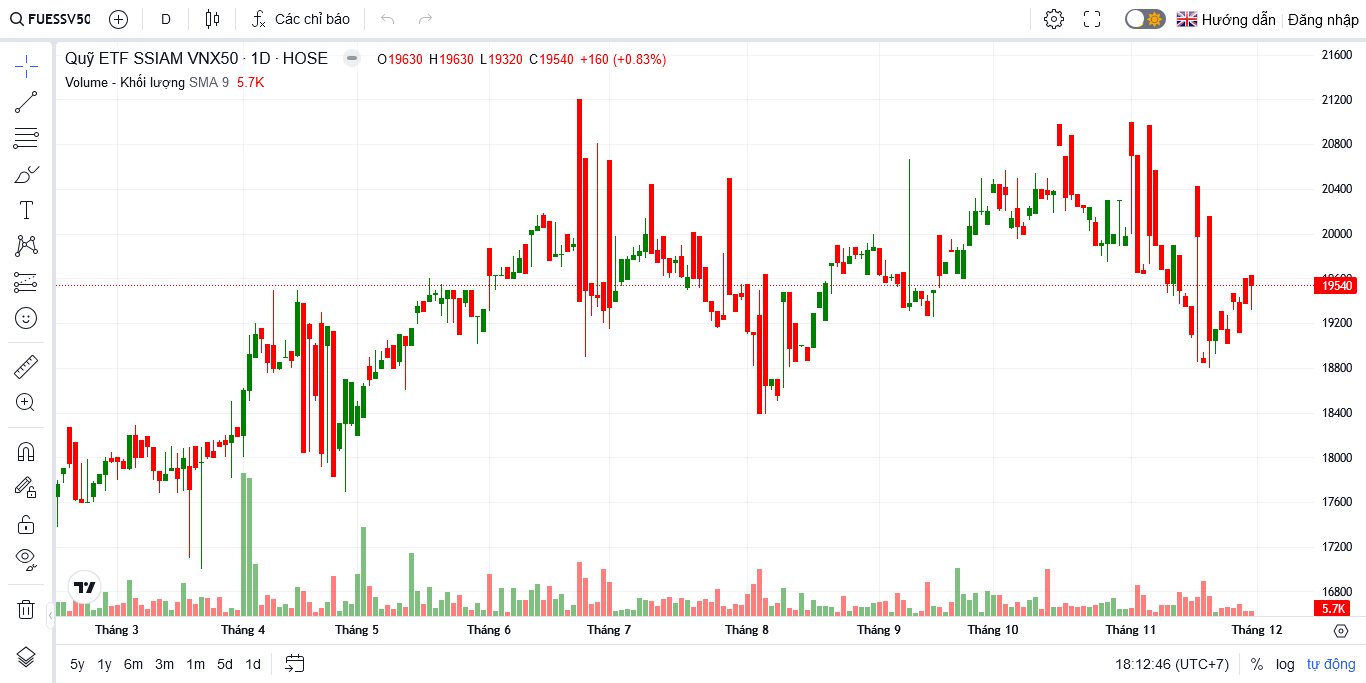 FUESSV50 D Các chỉ báo Hướng dẫn Đăng nhập
Quỹ ETF SSIAM VNX50 · 1D · HOSE O19630 H19630 L19320 C19540 +160 (+0.83%)
Volume - Khối lượng SMA 9 5.7K
21600
21200
20800
20400
20000
19540
19200
18800
18400
18000
17600
17200
16800
5.7K
Tháng 3 Tháng 4 Tháng 5 Tháng 6 Tháng 7 Tháng 8 Tháng 9 Tháng 10 Tháng 11 Tháng 12
5y 1y 6m 3m 1m 5d 1d 18:12:46 (UTC+7) % log tự động